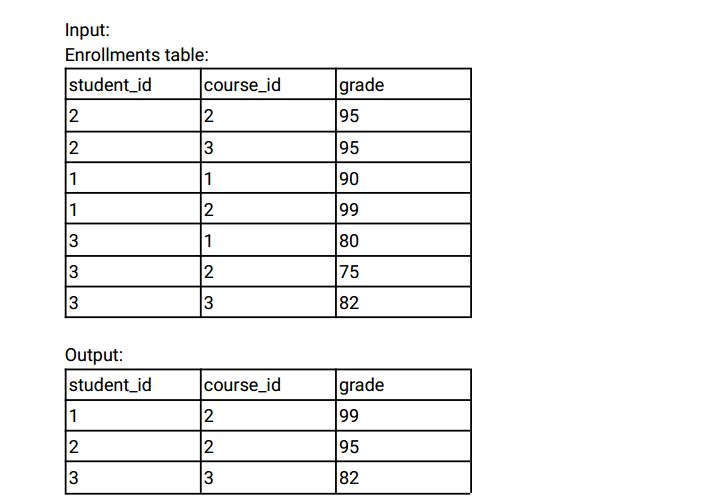 Input:
Enrollments table:
student_id course_id grade
2 2 95
2 3 95
1 1 90
1 2 99
3 1 80
3 2 75
3 3 82
Output:
student_id course_id grade
1 2 99
2 2 95
3 3 82